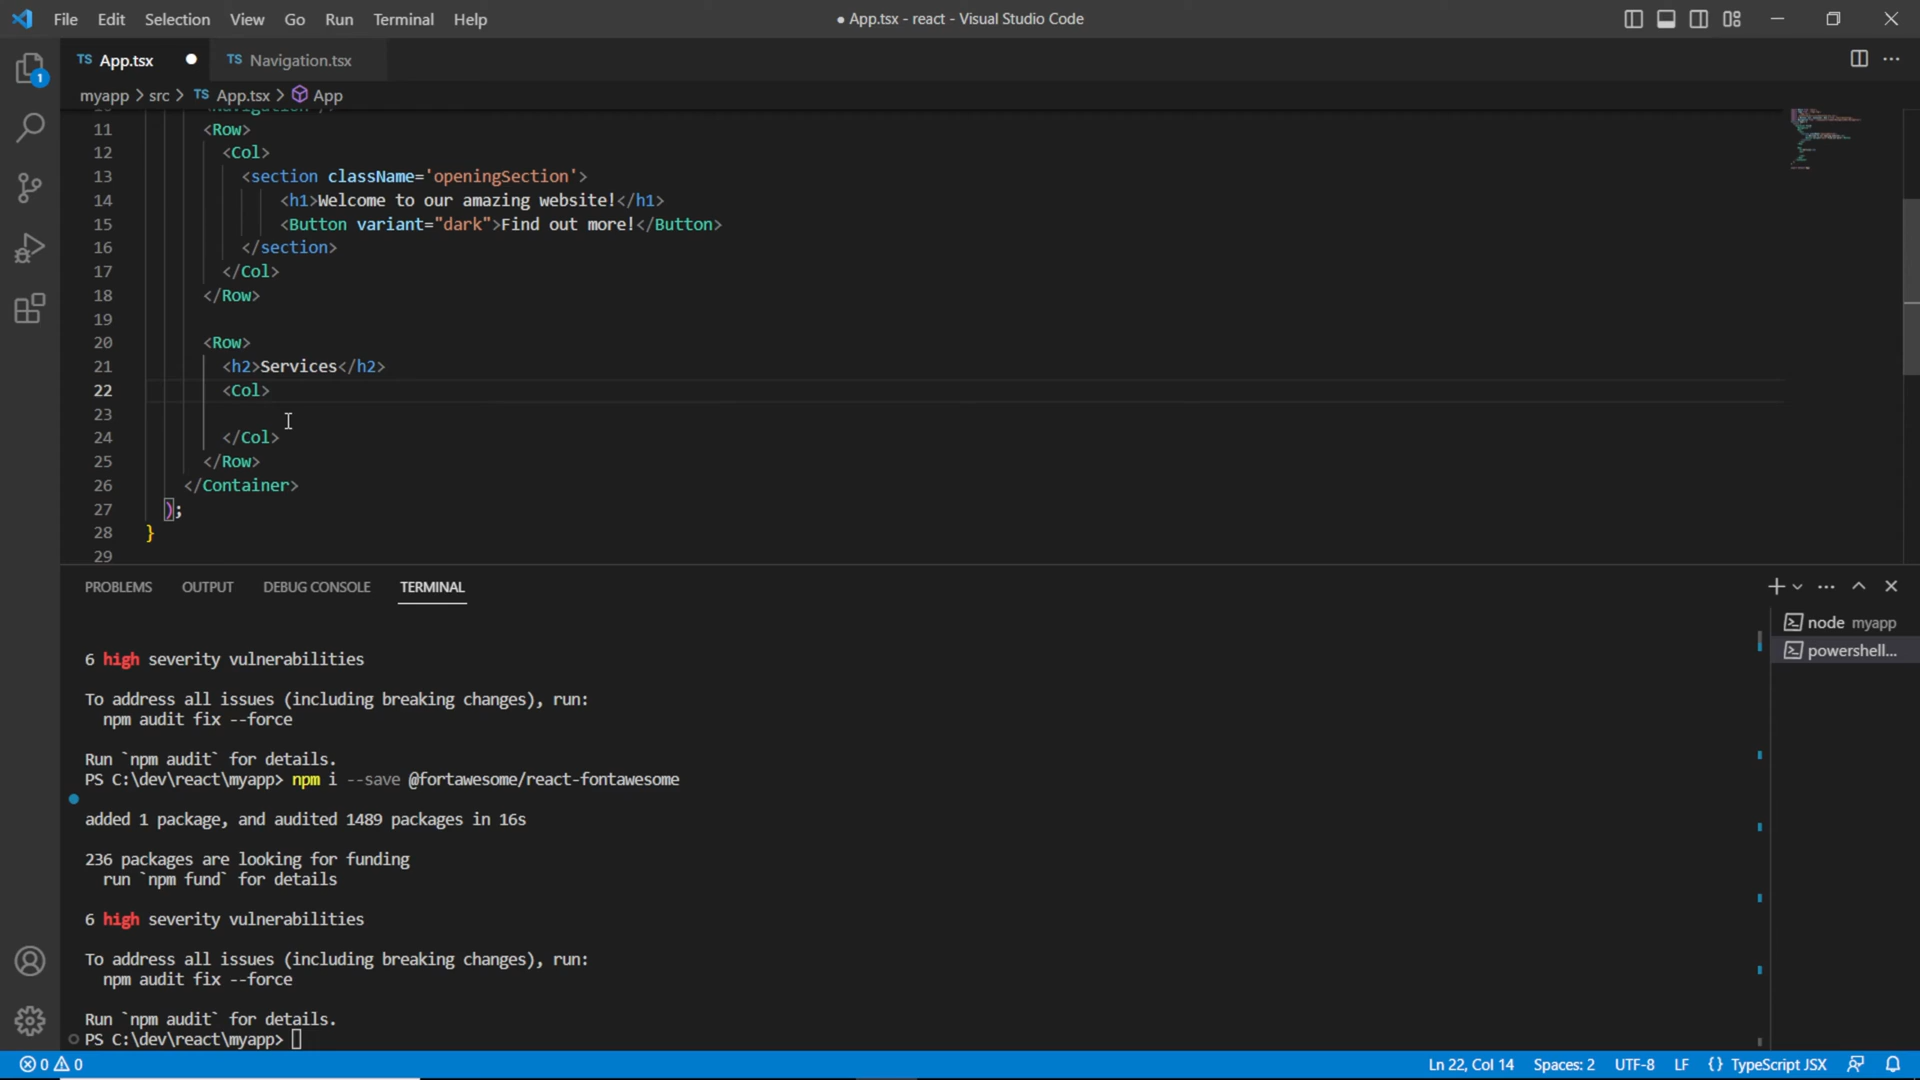 File Edit Selection View Go Run Terminal Help
● App.tsx - react - Visual Studio Code
TS App.tsx ● TS Navigation.tsx
myapp > src > TS App.tsx > App
11 <Row>
12 <Col>
13 <section className='openingSection'>
14 <h1>Welcome to our amazing website!</h1>
15 <Button variant="dark">Find out more!</Button>
16 </section>
17 </Col>
18 </Row>
19
20 <Row>
21 <h2>Services</h2>
22 <Col>
23
24 </Col>
25 </Row>
26 </Container>
27 );
28 }
29
PROBLEMS OUTPUT DEBUG CONSOLE TERMINAL
node myapp
powershell...
6 high severity vulnerabilities
To address all issues (including breaking changes), run:
npm audit fix --force
Run `npm audit` for details.
PS C:\dev\react\myapp> npm i --save @fortawesome/react-fontawesome
added 1 package, and audited 1489 packages in 16s
236 packages are looking for funding
run `npm fund` for details
6 high severity vulnerabilities
To address all issues (including breaking changes), run:
npm audit fix --force
Run `npm audit` for details.
PS C:\dev\react\myapp>
0 0 Ln 22, Col 14 Spaces: 2 UTF-8 LF {} TypeScript JSX